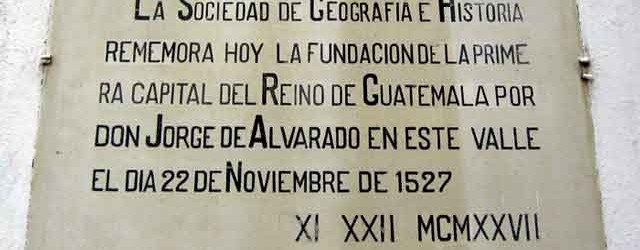 LA SOCIEDAD DE GEOGRAFIA E HISTORIA
REMEMORA HOY LA FUNDACION DE LA PRIME
RA CAPITAL DEL REINO DE GUATEMALA POR
DON JORGE DE ALVARADO EN ESTE VALLE
EL DIA 22 DE NOVIEMBRE DE 1527
XI XXII MCMXXVII